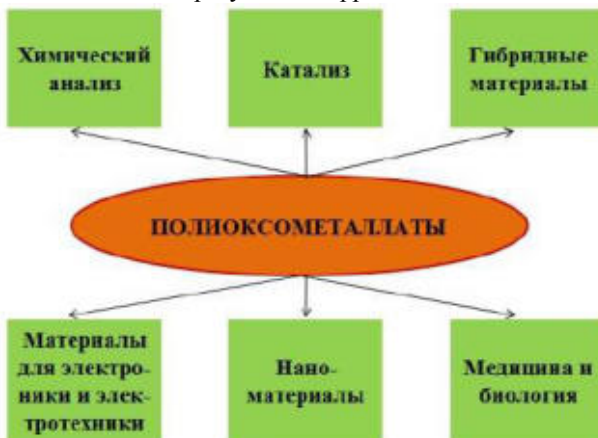 Химический
анализ
Катализ
Гибридные
материалы
ПОЛИОКСОМЕТАЛЛАТЫ
Материалы
для электро-
ники и элек-
тротехники
Нано-
материалы
Медицина и
биология